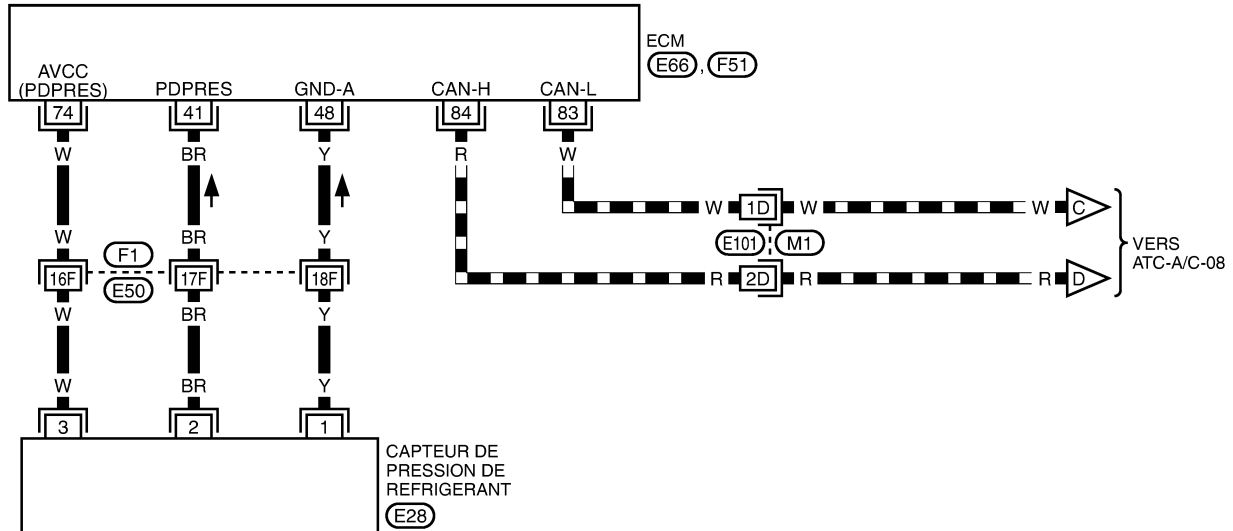 ECM
E66 , F51
AVCC
(PDPRES) PDPRES GND-A CAN-H CAN-L
74 41 48 84 83
W BR Y R W
W 1D W W C
W BR Y
F1
E101 M1
VERS
ATC-A/C-08
16F 17F 18F
E50
R 2D R R D
W BR Y
W BR Y
3 2 1
CAPTEUR DE
PRESSION DE
REFRIGERANT
E28